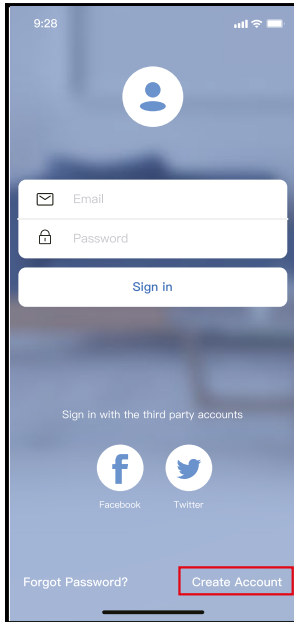 9:28
Email
Password
Sign in
Sign in with the third party accounts
Facebook
Twitter
Forgot Password?
Create Account